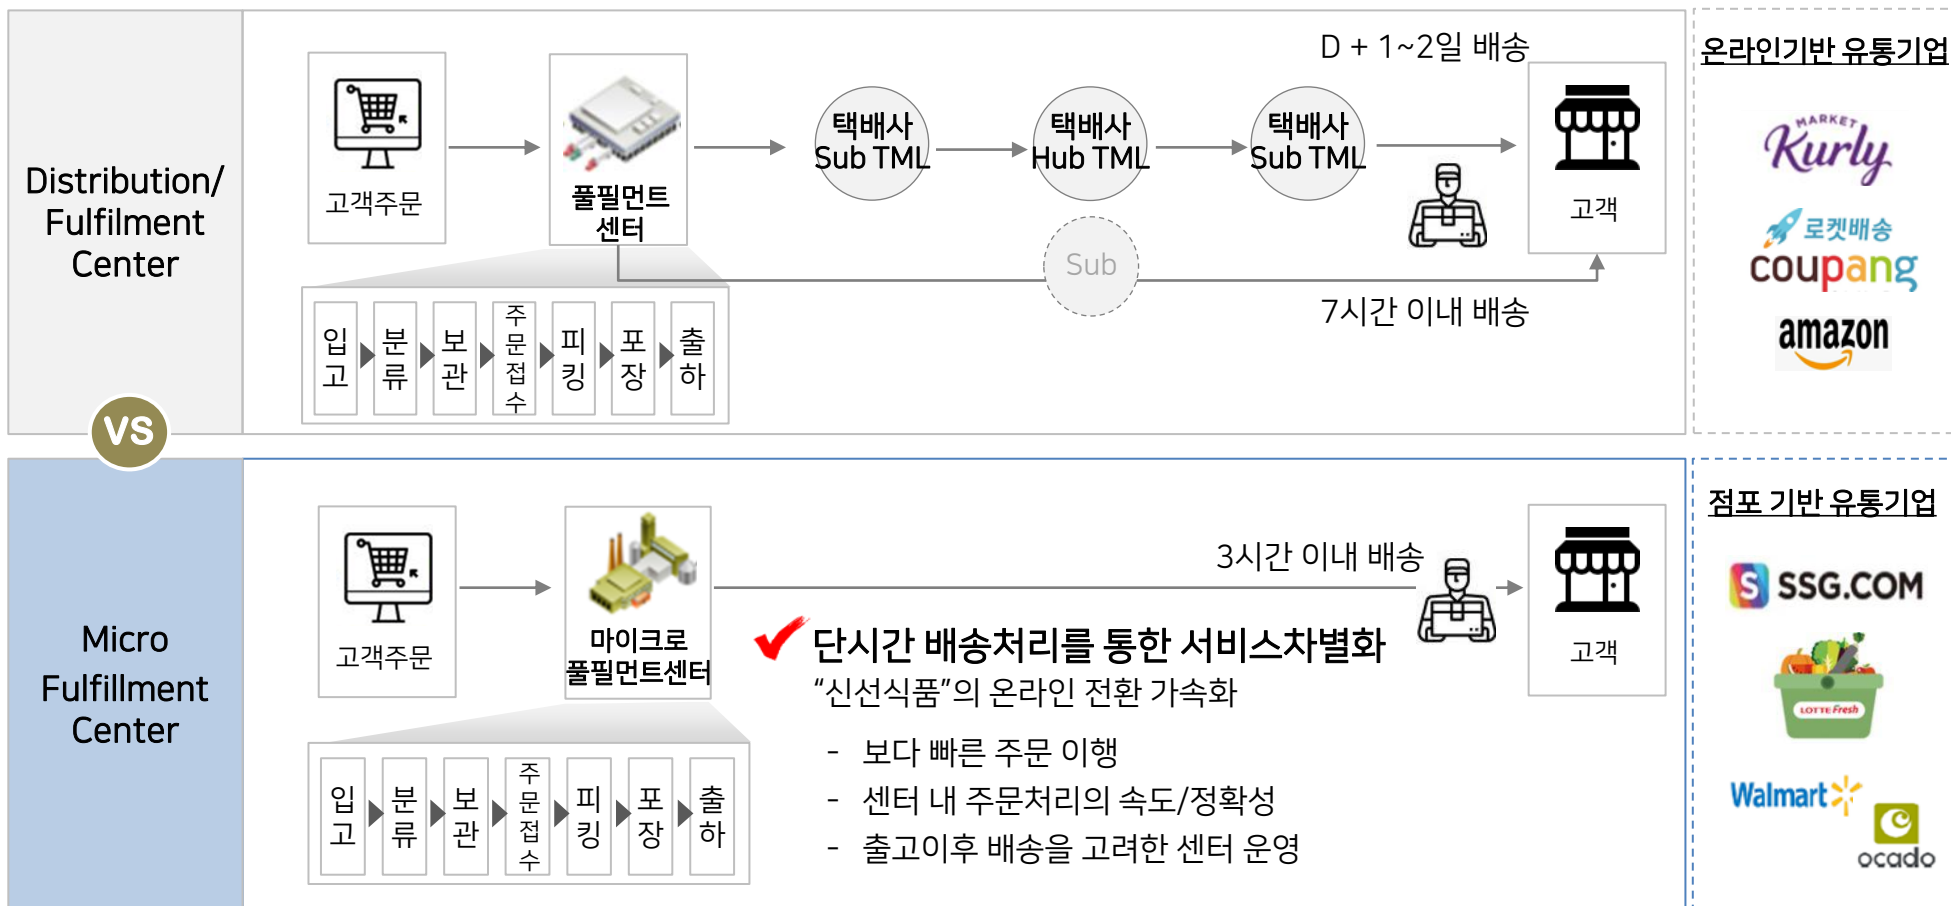 Distribution/
Fulfilment
Center
고객주문
풀필먼트
센터
택배사
Sub TML
택배사
Hub TML
택배사
Sub TML
D + 1~2일 배송
고객
Sub
7시간 이내 배송
입고
분류
보관
주문접수
피킹
포장
출하
온라인기반 유통기업
MARKET
Kurly
로켓배송
coupang
amazon
VS
Micro
Fulfillment
Center
고객주문
마이크로
풀필먼트센터
3시간 이내 배송
고객
단시간 배송처리를 통한 서비스차별화
“신선식품”의 온라인 전환 가속화
- 보다 빠른 주문 이행
- 센터 내 주문처리의 속도/정확성
- 출고이후 배송을 고려한 센터 운영
입고
분류
보관
주문접수
피킹
포장
출하
점포 기반 유통기업
S SSG.COM
LOTTE Fresh
Walmart
ocado